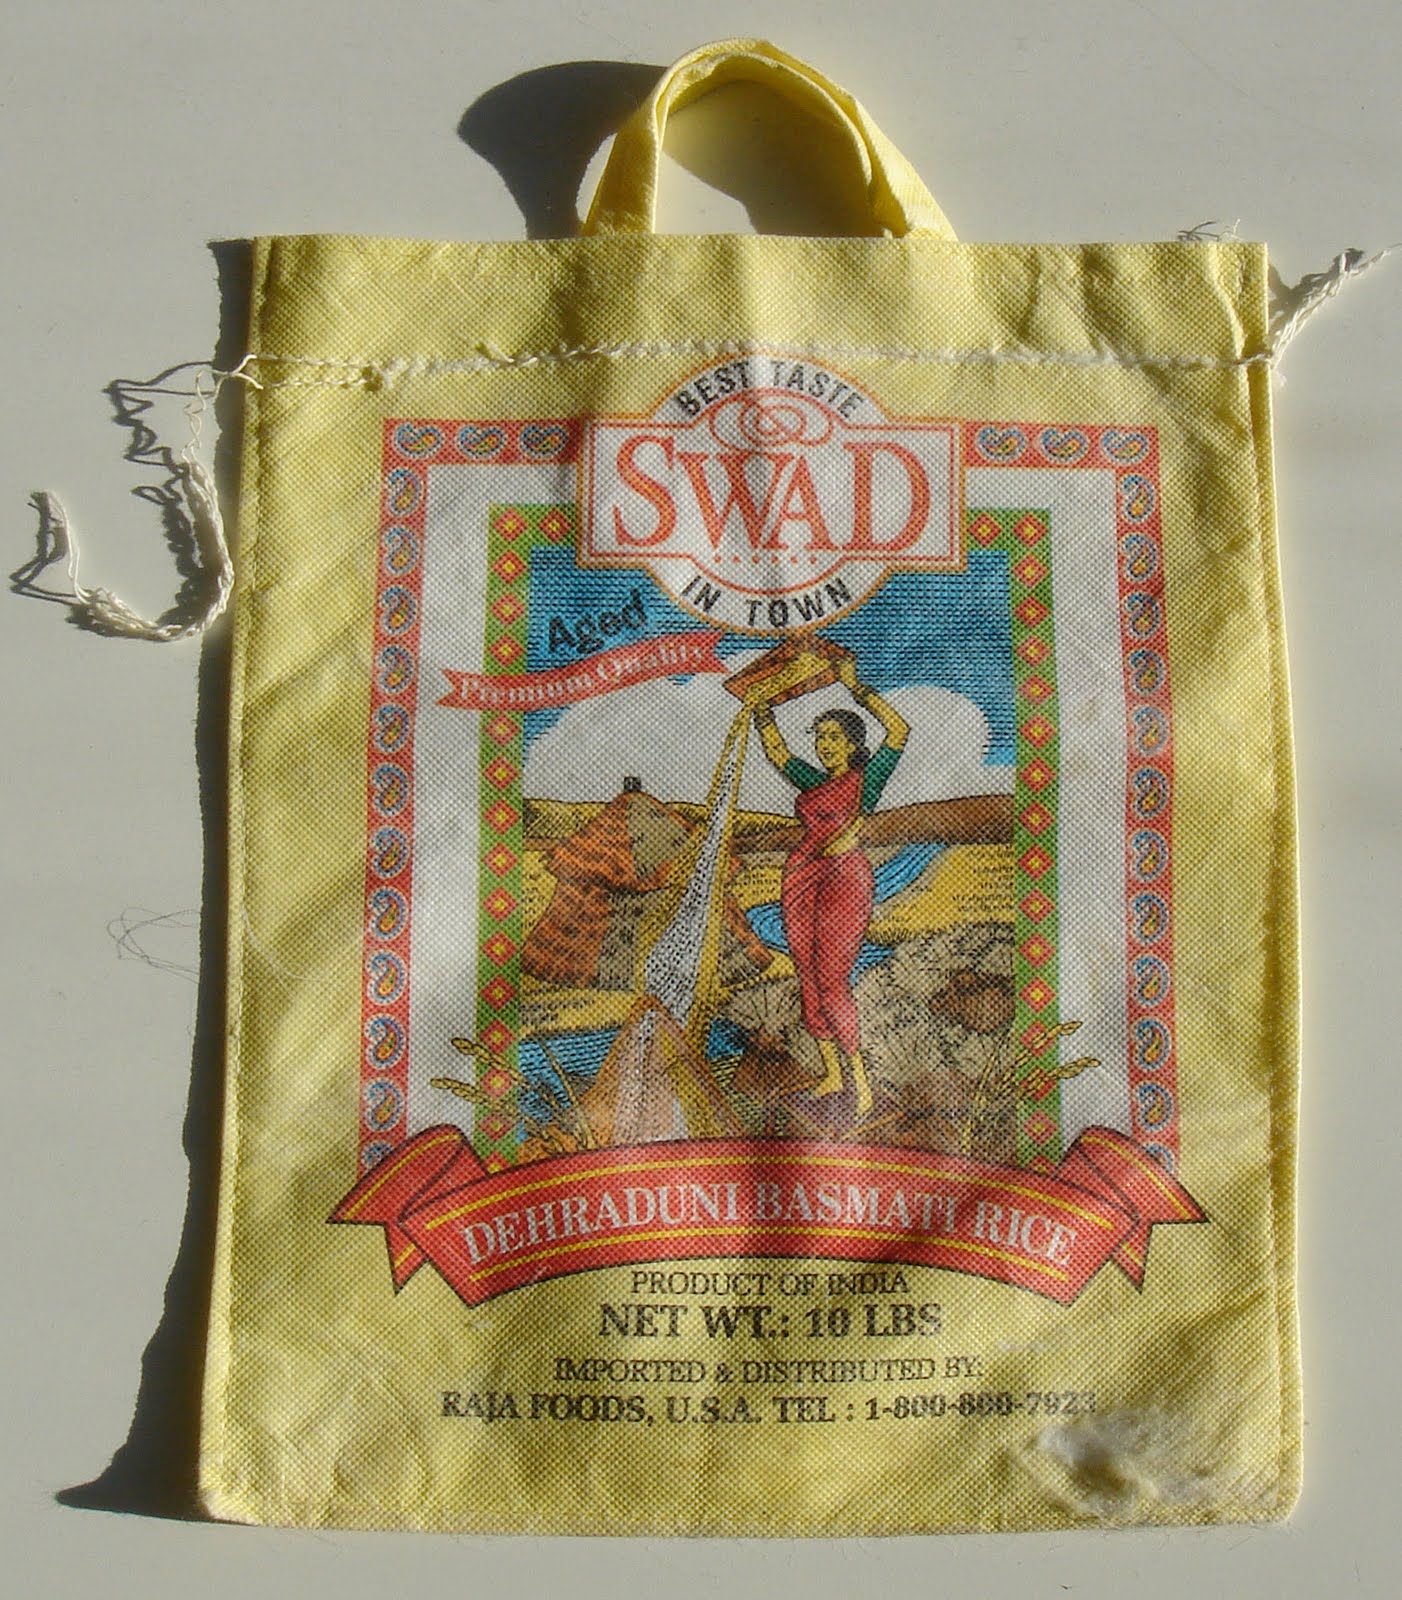 BEST TASTE
SWAD
IN TOWN
Aged
Premium Quality
DEHRADUNI BASMATI RICE
PRODUCT OF INDIA
NET WT.: 10 LBS
IMPORTED & DISTRIBUTED BY:
RAJA FOODS, U.S.A. TEL : 1-800-800-7923